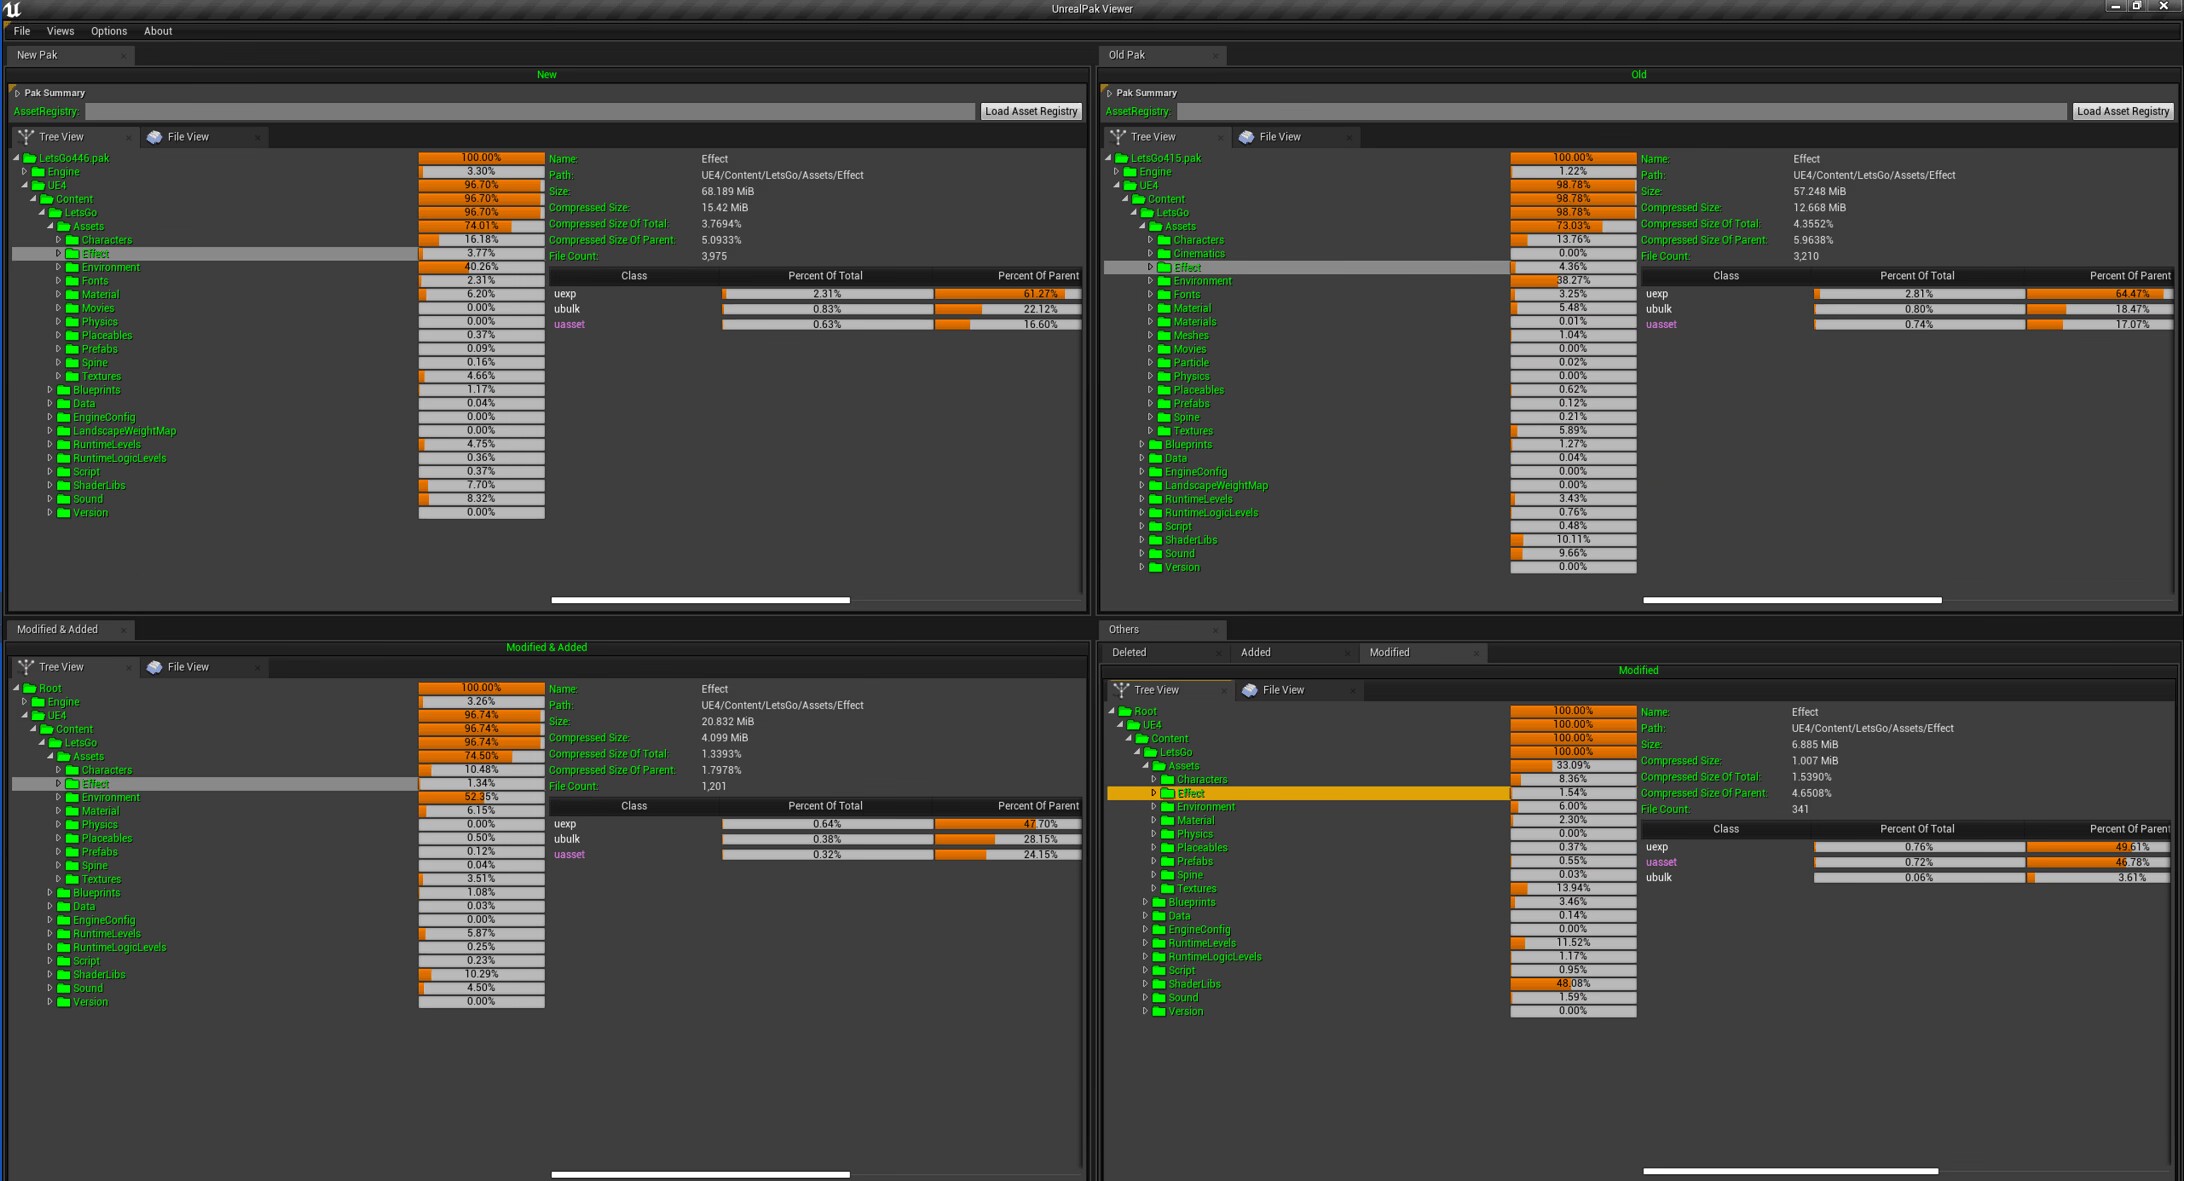 UnrealPak Viewer
File Views Options About
New Pak
New
Pak Summary
AssetRegistry: Load Asset Registry
Tree View File View
LetsGo446.pak 100.00%
Engine 3.30%
UE4 96.70%
Content 96.70%
LetsGo 96.70%
Assets 74.01%
Characters 16.18%
Effect 3.77%
Environment 40.26%
Fonts 2.31%
Material 6.20%
Movies 0.00%
Physics 0.00%
Placeables 0.37%
Prefabs 0.09%
Spine 0.16%
Textures 4.66%
Blueprints 1.17%
Data 0.04%
EngineConfig 0.00%
LandscapeWeightMap 0.00%
RuntimeLevels 4.75%
RuntimeLogicLevels 0.36%
Script 0.37%
ShaderLibs 7.70%
Sound 8.32%
Version 0.00%
Name: Effect
Path: UE4/Content/LetsGo/Assets/Effect
Size: 68.189 MiB
Compressed Size: 15.42 MiB
Compressed Size Of Total: 3.7694%
Compressed Size Of Parent: 5.0933%
File Count: 3,975
Class Percent Of Total Percent Of Parent
uexp 2.31% 61.27%
ubulk 0.83% 22.12%
uasset 0.63% 16.60%
Old Pak
Old
Pak Summary
AssetRegistry: Load Asset Registry
Tree View File View
LetsGo415.pak 100.00%
Engine 1.22%
UE4 98.78%
Content 98.78%
LetsGo 98.78%
Assets 73.03%
Characters 13.76%
Cinematics 0.00%
Effect 4.36%
Environment 38.27%
Fonts 3.25%
Material 5.48%
Materials 0.01%
Meshes 1.04%
Movies 0.00%
Particle 0.02%
Physics 0.00%
Placeables 0.62%
Prefabs 0.12%
Spine 0.21%
Textures 5.89%
Blueprints 1.27%
Data 0.04%
EngineConfig 0.00%
LandscapeWeightMap 0.00%
RuntimeLevels 3.43%
RuntimeLogicLevels 0.76%
Script 0.48%
ShaderLibs 10.11%
Sound 9.66%
Version 0.00%
Name: Effect
Path: UE4/Content/LetsGo/Assets/Effect
Size: 57.248 MiB
Compressed Size: 12.668 MiB
Compressed Size Of Total: 4.3552%
Compressed Size Of Parent: 5.9638%
File Count: 3,210
Class Percent Of Total Percent Of Parent
uexp 2.81% 64.47%
ubulk 0.80% 18.47%
uasset 0.74% 17.07%
Modified & Added
Modified & Added
Tree View File View
Root 100.00%
Engine 3.26%
UE4 96.74%
Content 96.74%
LetsGo 96.74%
Assets 74.50%
Characters 10.48%
Effect 1.34%
Environment 52.35%
Material 6.15%
Physics 0.00%
Placeables 0.50%
Prefabs 0.12%
Spine 0.04%
Textures 3.51%
Blueprints 1.08%
Data 0.03%
EngineConfig 0.00%
RuntimeLevels 5.87%
RuntimeLogicLevels 0.25%
Script 0.23%
ShaderLibs 10.29%
Sound 4.50%
Version 0.00%
Name: Effect
Path: UE4/Content/LetsGo/Assets/Effect
Size: 20.832 MiB
Compressed Size: 4.099 MiB
Compressed Size Of Total: 1.3393%
Compressed Size Of Parent: 1.7978%
File Count: 1,201
Class Percent Of Total Percent Of Parent
uexp 0.64% 47.70%
ubulk 0.38% 28.15%
uasset 0.32% 24.15%
Others
Deleted Added Modified
Modified
Tree View File View
Root 100.00%
UE4 100.00%
Content 100.00%
LetsGo 100.00%
Assets 33.09%
Characters 8.36%
Effect 1.54%
Environment 6.00%
Material 2.30%
Physics 0.00%
Placeables 0.37%
Prefabs 0.55%
Spine 0.03%
Textures 13.94%
Blueprints 3.46%
Data 0.14%
EngineConfig 0.00%
RuntimeLevels 11.52%
RuntimeLogicLevels 1.17%
Script 0.95%
ShaderLibs 48.08%
Sound 1.59%
Version 0.00%
Name: Effect
Path: UE4/Content/LetsGo/Assets/Effect
Size: 6.885 MiB
Compressed Size: 1.007 MiB
Compressed Size Of Total: 1.5390%
Compressed Size Of Parent: 4.6508%
File Count: 341
Class Percent Of Total Percent Of Parent
uexp 0.76% 49.61%
uasset 0.72% 46.78%
ubulk 0.06% 3.61%